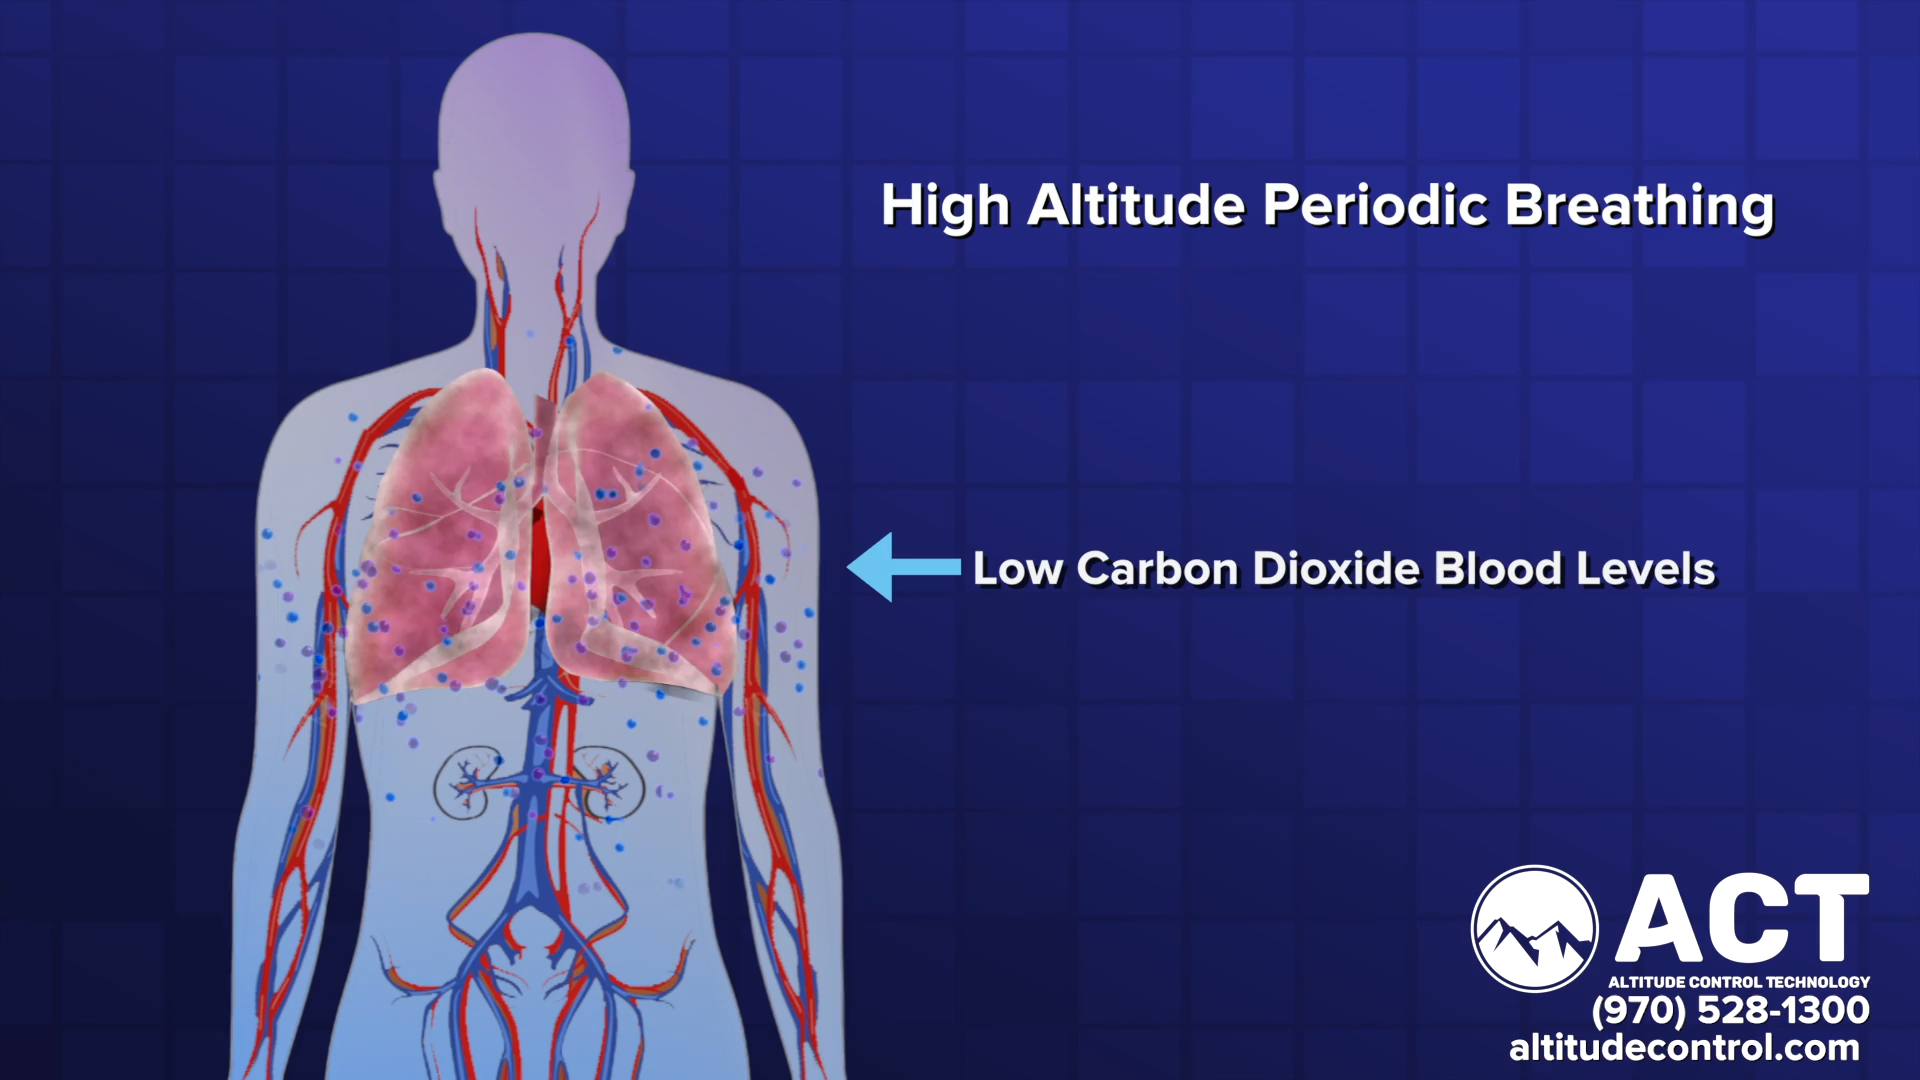 High Altitude Periodic Breathing
Low Carbon Dioxide Blood Levels
ACT
ALTITUDE CONTROL TECHNOLOGY
(970) 528-1300
altitudecontrol.com